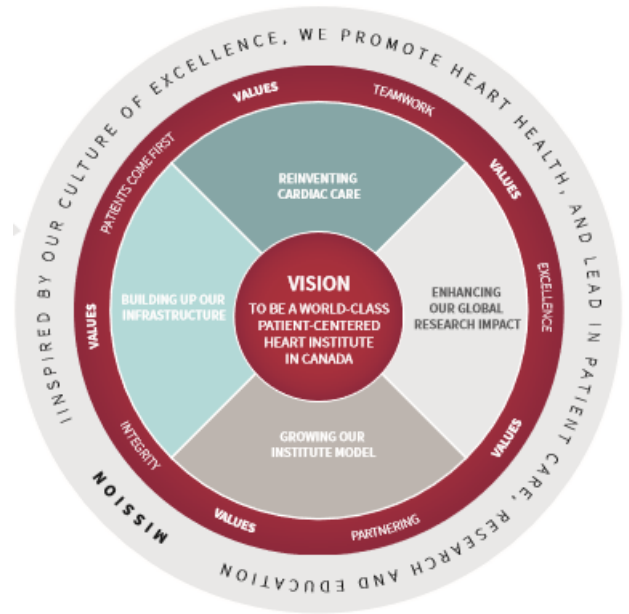 MISSION
IINSPIRED BY OUR CULTURE OF EXCELLENCE, WE PROMOTE HEART HEALTH, AND LEAD IN PATIENT CARE, RESEARCH AND EDUCATION
VALUES
TEAMWORK
VALUES
EXCELLENCE
VALUES
PARTNERING
VALUES
INTEGRITY
VALUES
PATIENTS COME FIRST
REINVENTING
CARDIAC CARE
ENHANCING
OUR GLOBAL
RESEARCH IMPACT
GROWING OUR
INSTITUTE MODEL
BUILDING UP OUR
INFRASTRUCTURE
VISION
TO BE A WORLD-CLASS
PATIENT-CENTERED
HEART INSTITUTE
IN CANADA